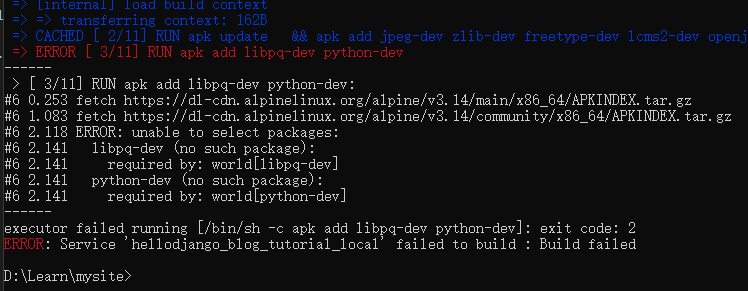 => [internal] load build context
=> => transferring context: 162B
=> CACHED [ 2/11] RUN apk update   && apk add jpeg-dev zlib-dev freetype-dev lcms2-dev openj
=> ERROR [ 3/11] RUN apk add libpq-dev python-dev
------
> [ 3/11] RUN apk add libpq-dev python-dev:
#6 0.253 fetch https://dl-cdn.alpinelinux.org/alpine/v3.14/main/x86_64/APKINDEX.tar.gz
#6 1.083 fetch https://dl-cdn.alpinelinux.org/alpine/v3.14/community/x86_64/APKINDEX.tar.gz
#6 2.118 ERROR: unable to select packages:
#6 2.141   libpq-dev (no such package):
#6 2.141     required by: world[libpq-dev]
#6 2.141   python-dev (no such package):
#6 2.141     required by: world[python-dev]
------
executor failed running [/bin/sh -c apk add libpq-dev python-dev]: exit code: 2
ERROR: Service 'hellodjango_blog_tutorial_local' failed to build : Build failed
D:\Learn\mysite>